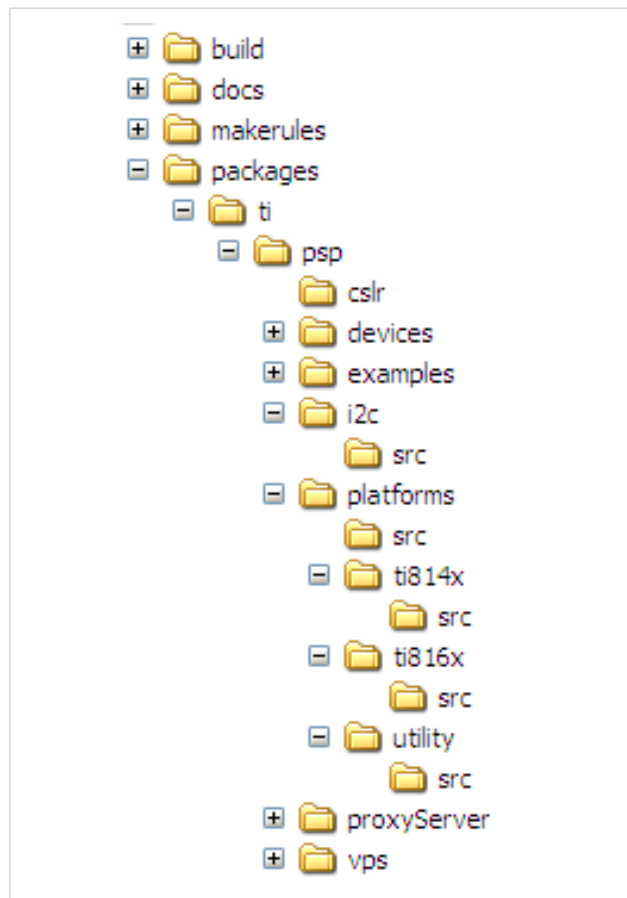 build
docs
makerules
packages
ti
psp
cslr
devices
examples
i2c
src
platforms
src
ti814x
src
ti816x
src
utility
src
proxyServer
vps